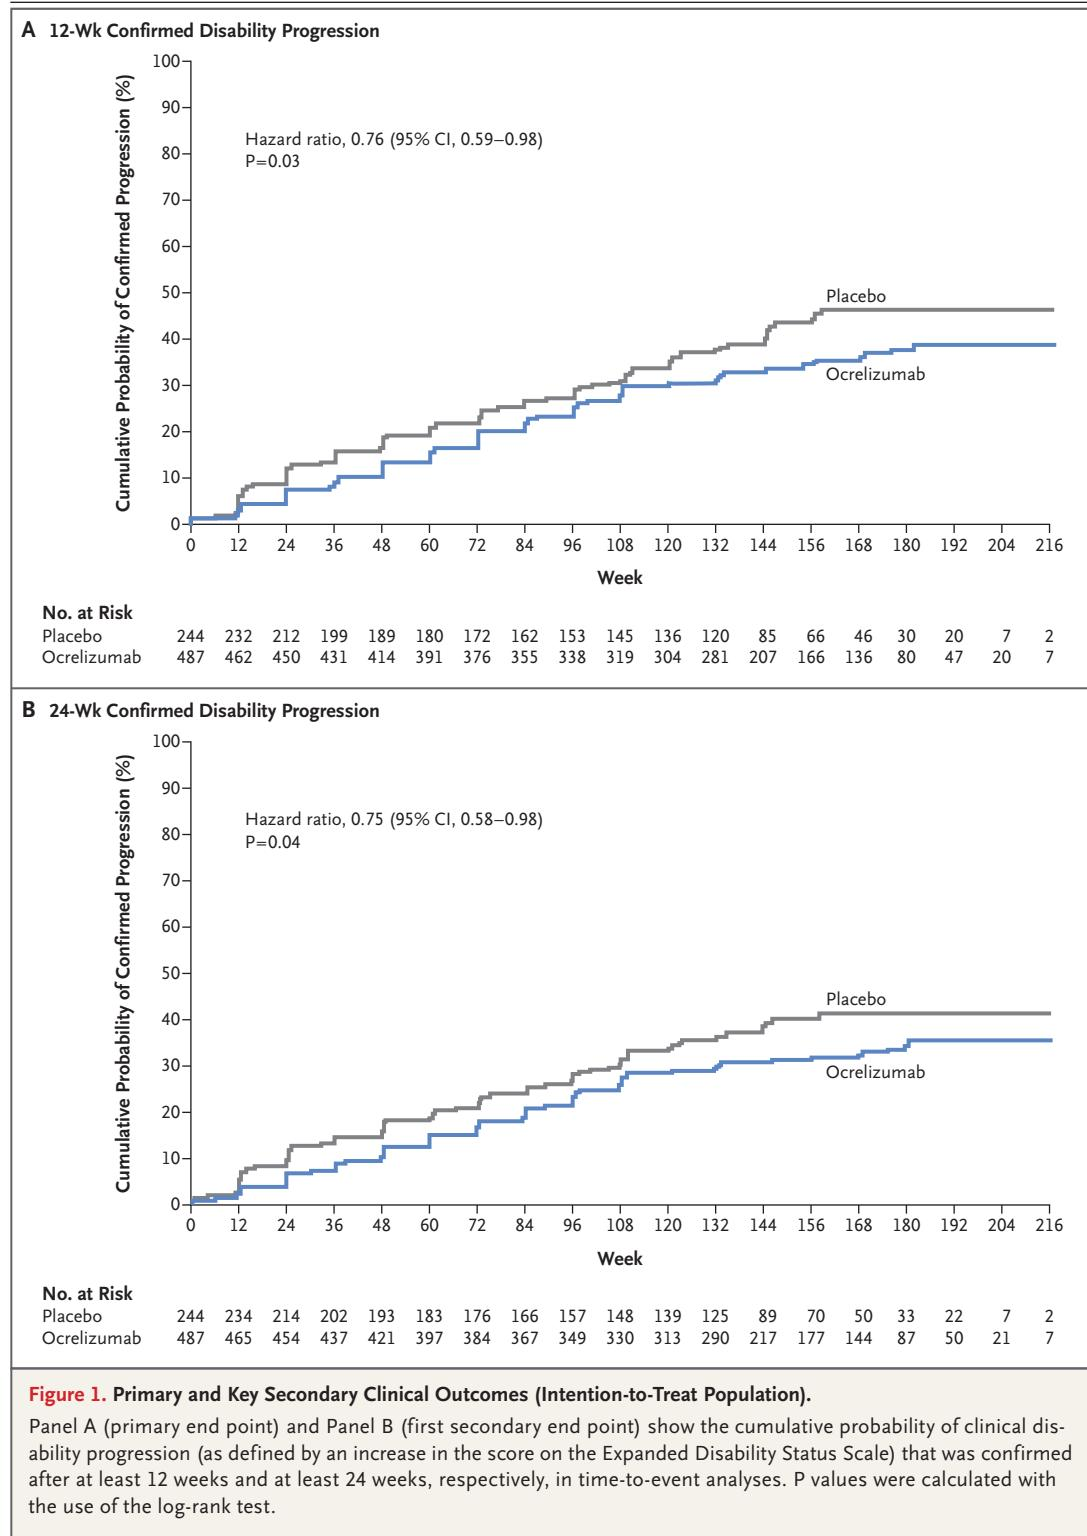 A 12-Wk Confirmed Disability Progression
Cumulative Probability of Confirmed Progression (%)
100
90
80
70
60
50
40
30
20
10
0
Hazard ratio, 0.76 (95% CI, 0.59–0.98)
P=0.03
Placebo
Ocrelizumab
0 12 24 36 48 60 72 84 96 108 120 132 144 156 168 180 192 204 216
Week
No. at Risk
Placebo 244 232 212 199 189 180 172 162 153 145 136 120 85 66 46 30 20 7 2
Ocrelizumab 487 462 450 431 414 391 376 355 338 319 304 281 207 166 136 80 47 20 7
B 24-Wk Confirmed Disability Progression
Cumulative Probability of Confirmed Progression (%)
100
90
80
70
60
50
40
30
20
10
0
Hazard ratio, 0.75 (95% CI, 0.58–0.98)
P=0.04
Placebo
Ocrelizumab
0 12 24 36 48 60 72 84 96 108 120 132 144 156 168 180 192 204 216
Week
No. at Risk
Placebo 244 234 214 202 193 183 176 166 157 148 139 125 89 70 50 33 22 7 2
Ocrelizumab 487 465 454 437 421 397 384 367 349 330 313 290 217 177 144 87 50 21 7
Figure 1. Primary and Key Secondary Clinical Outcomes (Intention-to-Treat Population).
Panel A (primary end point) and Panel B (first secondary end point) show the cumulative probability of clinical dis-
ability progression (as defined by an increase in the score on the Expanded Disability Status Scale) that was confirmed
after at least 12 weeks and at least 24 weeks, respectively, in time-to-event analyses. P values were calculated with
the use of the log-rank test.